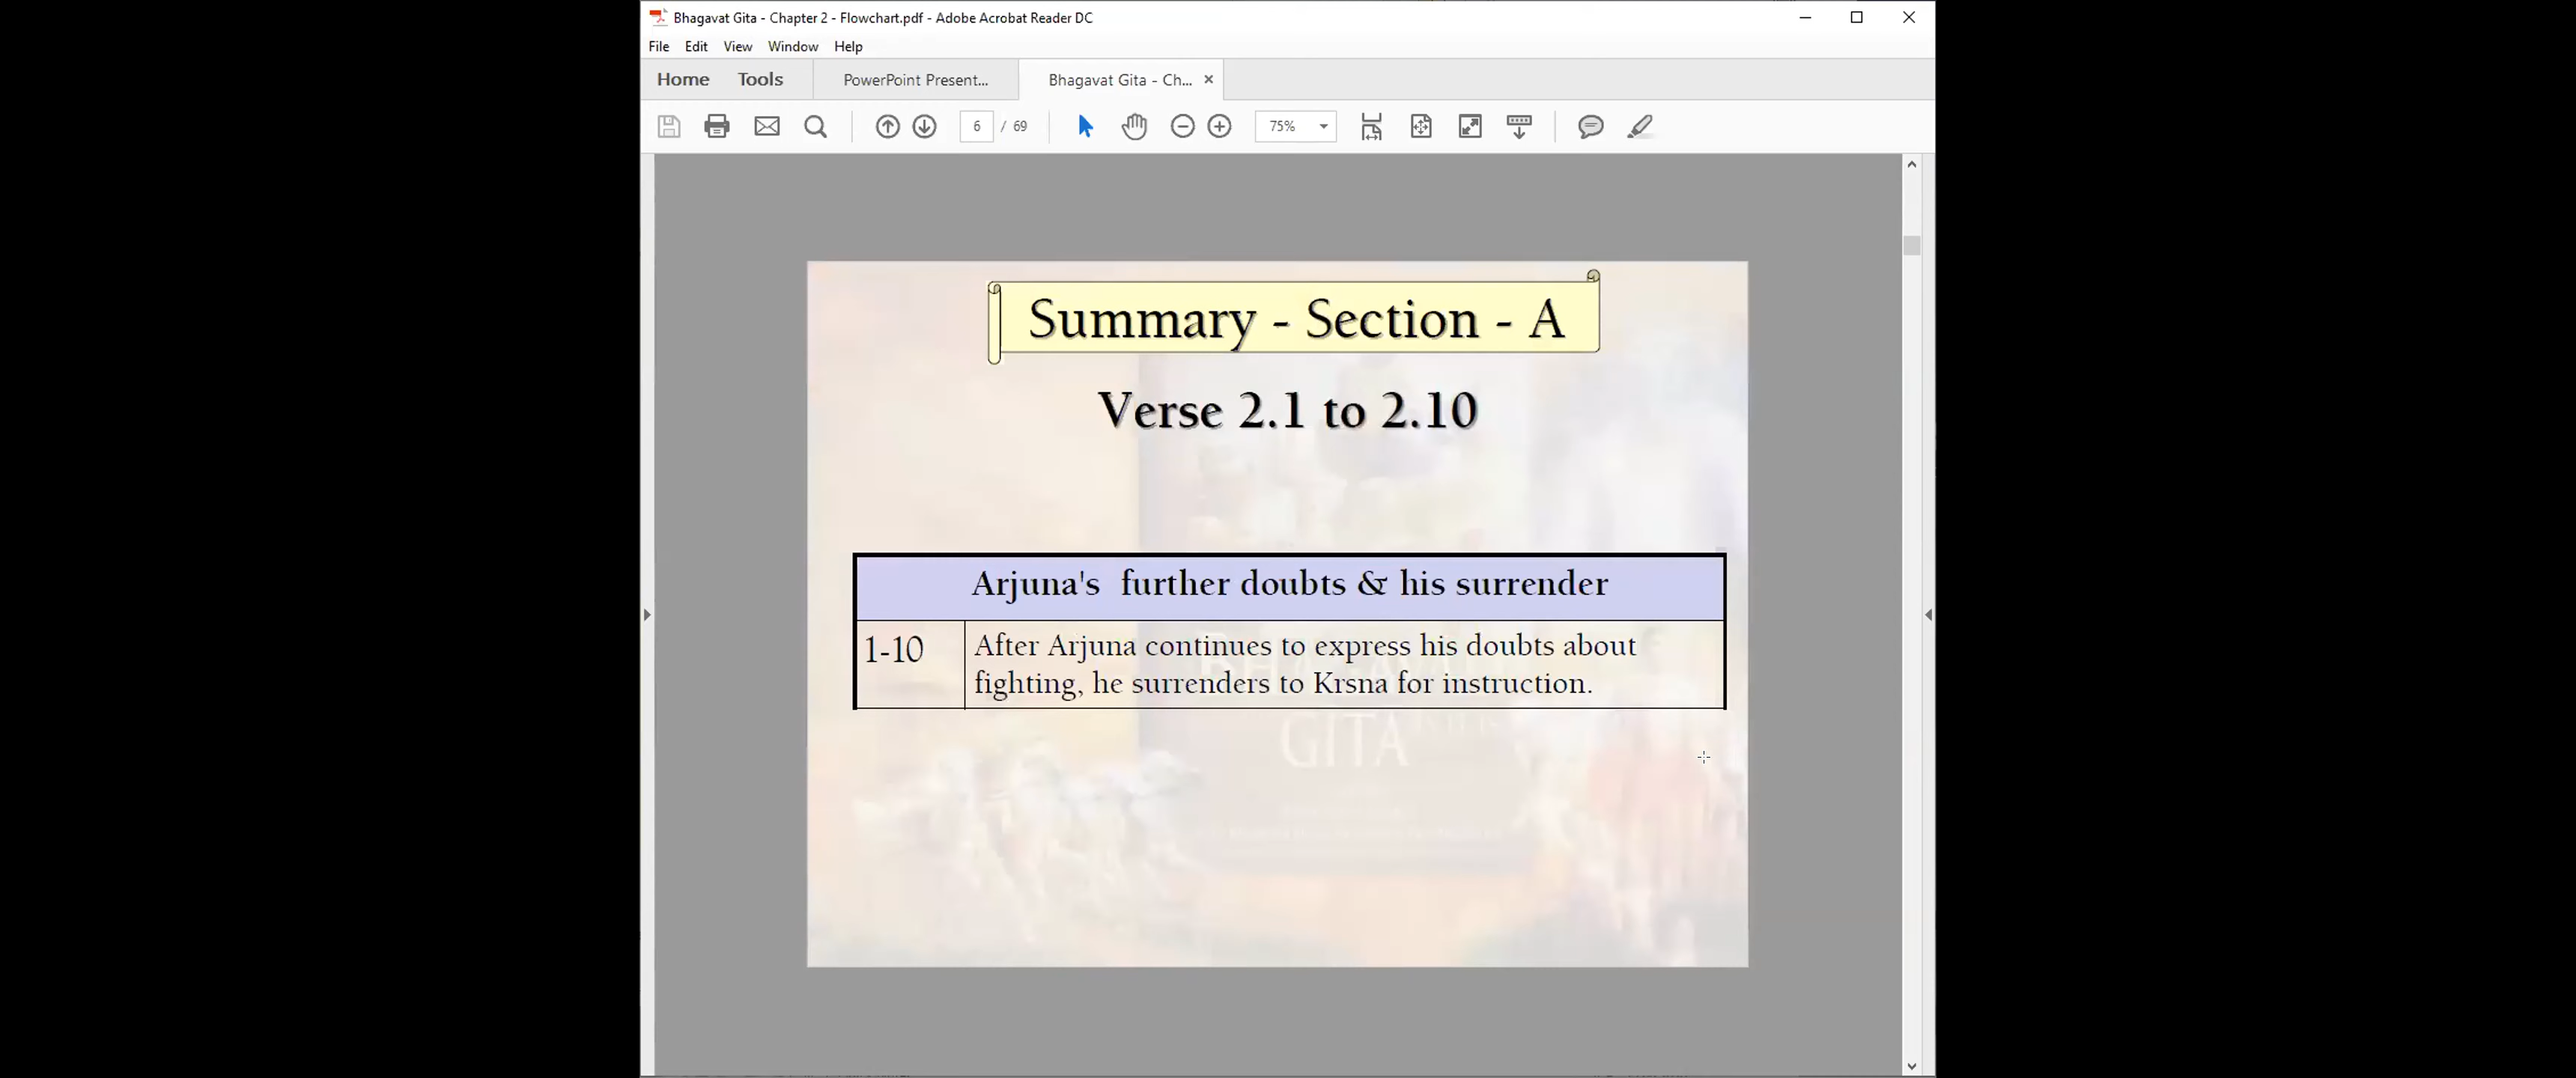 Bhagavat Gita - Chapter 2 - Flowchart.pdf - Adobe Acrobat Reader DC
File Edit View Window Help
Home Tools PowerPoint Present... Bhagavat Gita - Ch...
6 / 69 75%
Summary - Section - A
Verse 2.1 to 2.10
Arjuna's further doubts & his surrender
1-10 After Arjuna continues to express his doubts about
fighting, he surrenders to Krsna for instruction.
BHAGAVAD
GITA